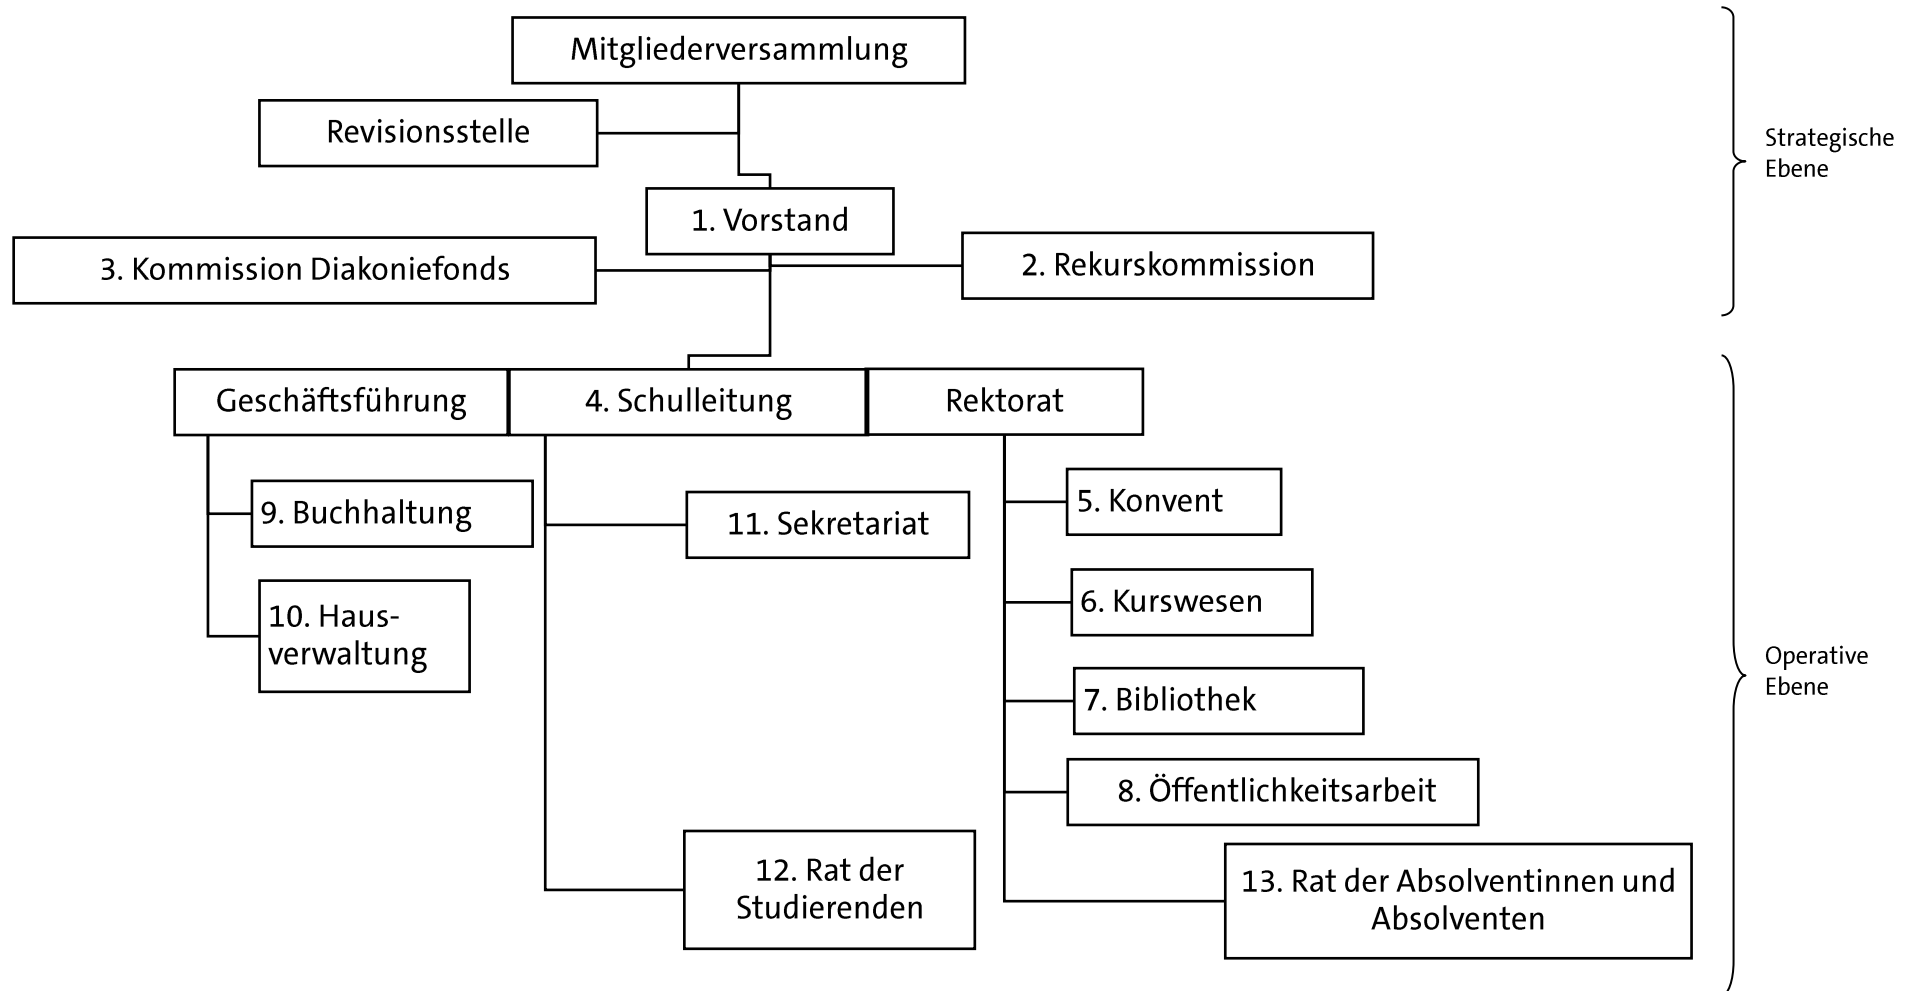 Mitgliederversammlung
Revisionsstelle
Strategische
Ebene
1. Vorstand
3. Kommission Diakoniefonds
2. Rekurskommission
Geschäftsführung
4. Schulleitung
Rektorat
9. Buchhaltung
11. Sekretariat
5. Konvent
10. Haus-
verwaltung
6. Kurswesen
7. Bibliothek
Operative
Ebene
8. Öffentlichkeitsarbeit
12. Rat der
Studierenden
13. Rat der Absolventinnen und
Absolventen